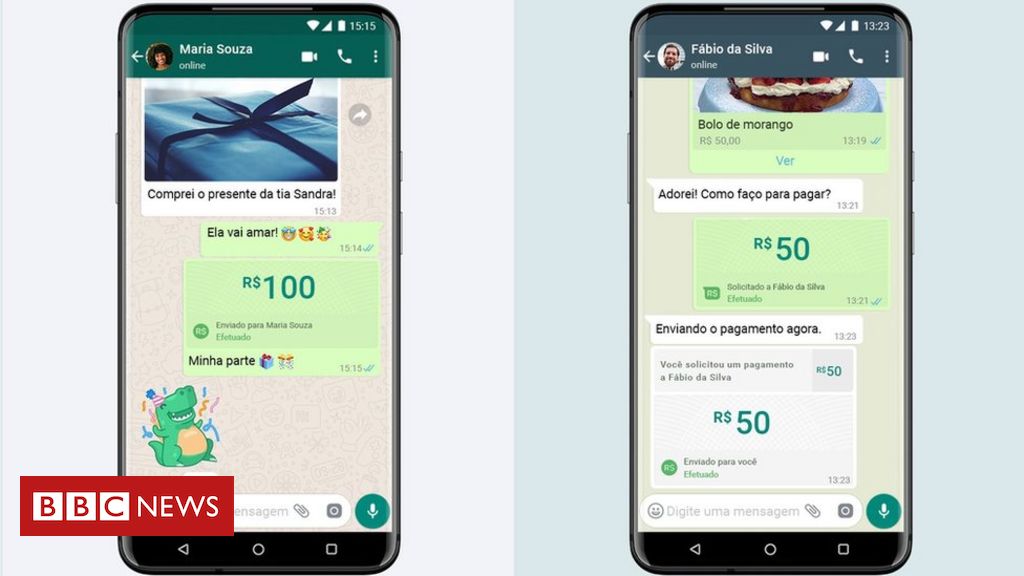 15:15
Maria Souza
online
Comprei o presente da tia Sandra!
15:13
Ela vai amar!
15:14
R$100
R$
Enviado para Maria Souza
Efetuado
Minha parte
15:15
ensagem
BBC NEWS
13:23
Fábio da Silva
online
Bolo de morango
R$ 50,00
13:19
Ver
Adorei! Como faço para pagar?
13:21
R$ 50
R$
Solicitado a Fábio da Silva
Efetuado
13:21
Enviando o pagamento agora.
13:23
Você solicitou um pagamento
a Fábio da Silva
R$50
R$ 50
R$
Enviado para você
Efetuado
13:23
Digite uma mensagem